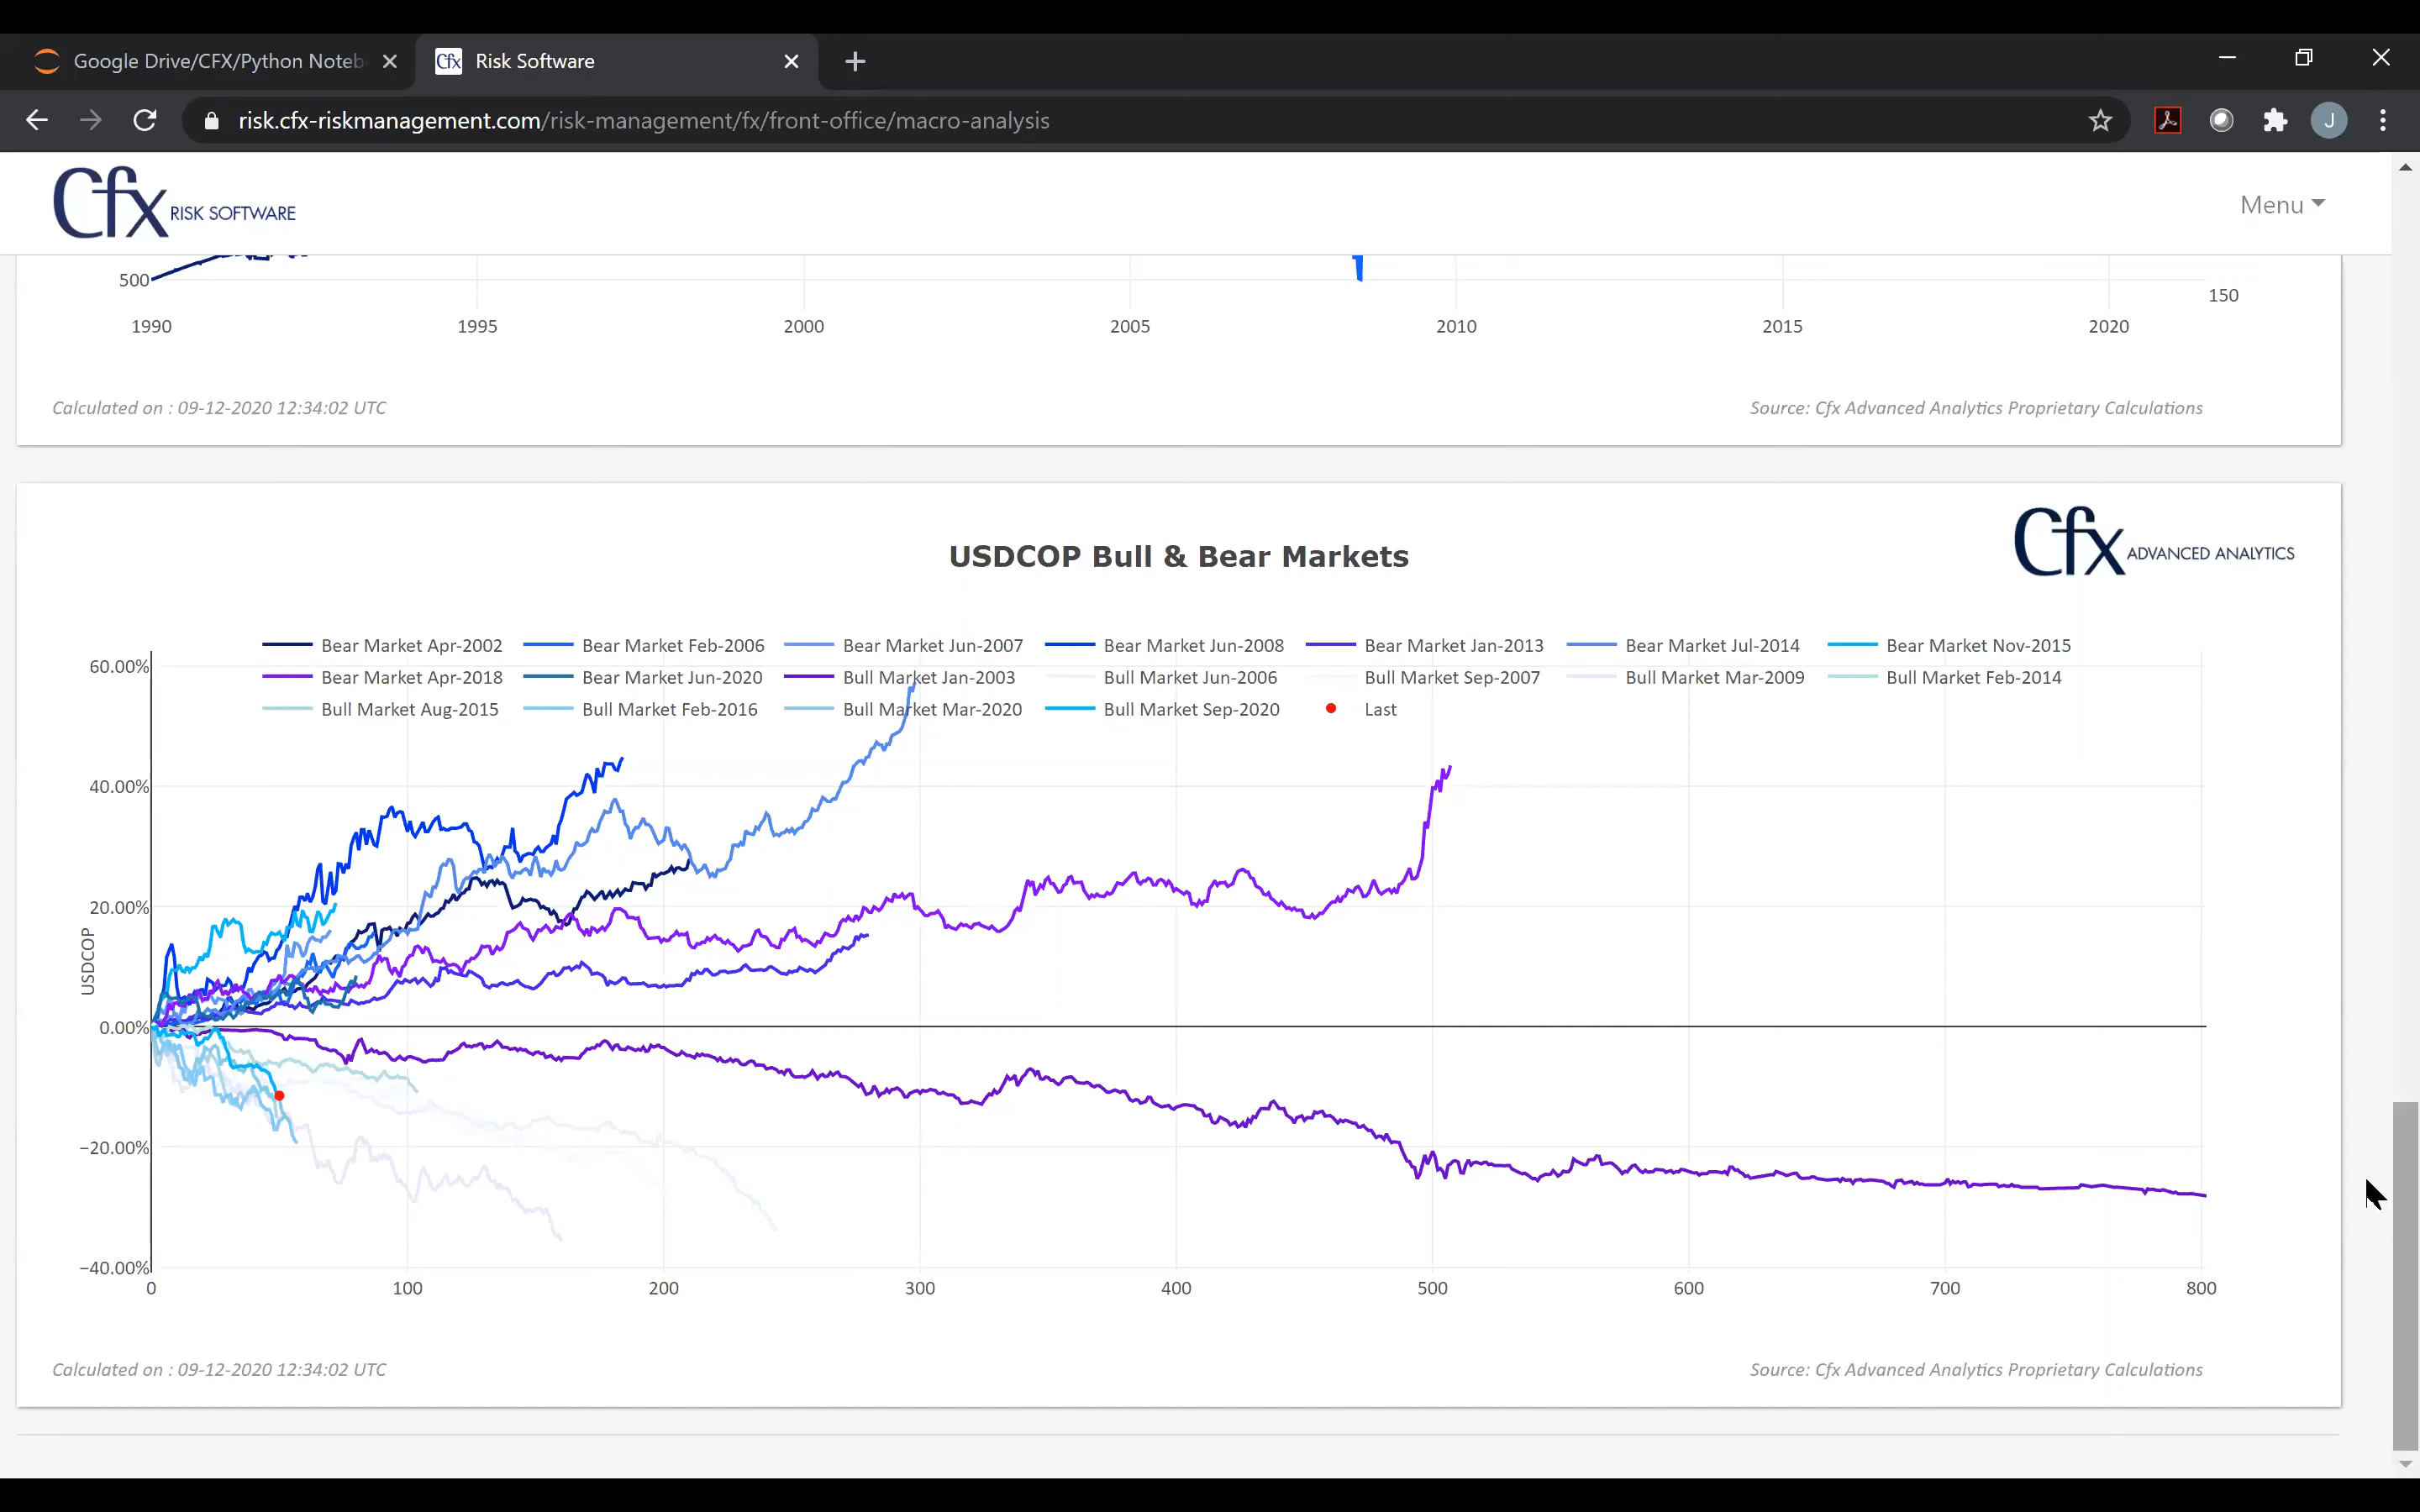 Google Drive/CFX/Python Noteb
Cfx Risk Software
risk.cfx-riskmanagement.com/risk-management/fx/front-office/macro-analysis
J
Cfx RISK SOFTWARE
Menu
500
150
1990 1995 2000 2005 2010 2015 2020
Calculated on : 09-12-2020 12:34:02 UTC Source: Cfx Advanced Analytics Proprietary Calculations
Cfx ADVANCED ANALYTICS
USDCOP Bull & Bear Markets
Bear Market Apr-2002 Bear Market Feb-2006 Bear Market Jun-2007 Bear Market Jun-2008 Bear Market Jan-2013 Bear Market Jul-2014 Bear Market Nov-2015
Bear Market Apr-2018 Bear Market Jun-2020 Bull Market Jan-2003 Bull Market Jun-2006 Bull Market Sep-2007 Bull Market Mar-2009 Bull Market Feb-2014
Bull Market Aug-2015 Bull Market Feb-2016 Bull Market Mar-2020 Bull Market Sep-2020 Last
60.00%
40.00%
20.00%
0.00%
−20.00%
−40.00%
USDCOP
0 100 200 300 400 500 600 700 800
Calculated on : 09-12-2020 12:34:02 UTC Source: Cfx Advanced Analytics Proprietary Calculations